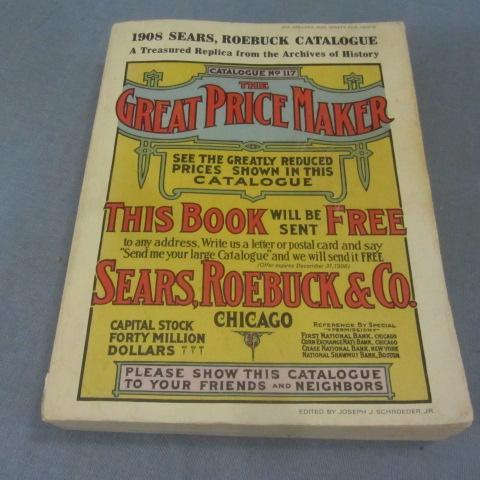 1908 SEARS, ROEBUCK CATALOGUE
A Treasured Replica from the Archives of History
CATALOGUE No 117
THE
GREAT PRICE MAKER
SEE THE GREATLY REDUCED
PRICES SHOWN IN THIS
CATALOGUE
THIS BOOK WILL BE SENT FREE
to any address, Write us a letter or postal card and say
"Send me your large Catalogue" and we will send it FREE
(Offer expires December 31, 1908)
SEARS, ROEBUCK & CO.
CHICAGO
CAPITAL STOCK
FORTY MILLION
DOLLARS
REFERENCE BY SPECIAL
"PERMISSION"
FIRST NATIONAL BANK, CHICAGO
CORN EXCHANGE NAT'L BANK, CHICAGO
CHASE NATIONAL BANK, NEW YORK
NATIONAL SHAWMUT BANK, BOSTON
PLEASE SHOW THIS CATALOGUE
TO YOUR FRIENDS AND NEIGHBORS
EDITED BY JOSEPH J. SCHROEDER, JR.